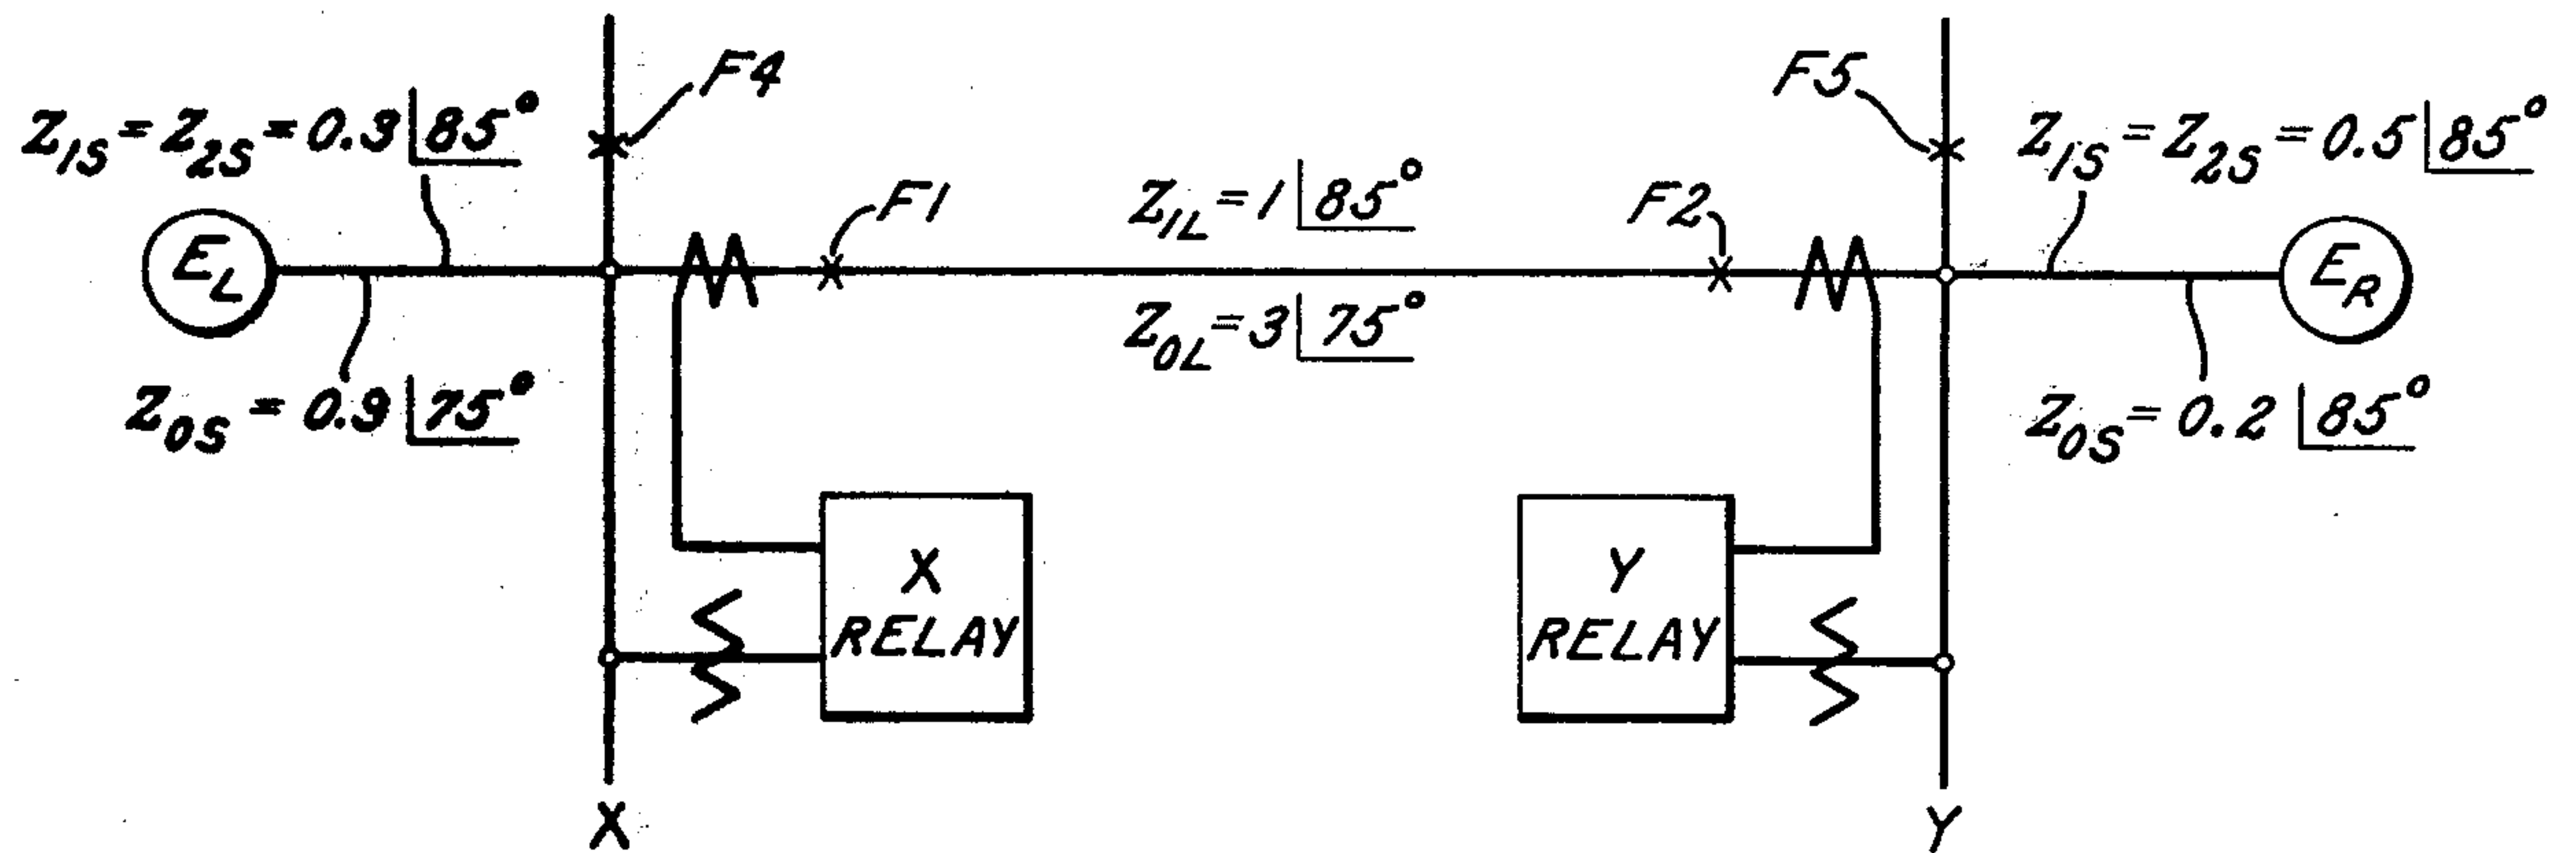 F4
F5
Z1S = Z2S = 0.3 |85°
Z1S = Z2S = 0.5 |85°
F1
Z1L = 1 |85°
F2
EL
ER
Z0L = 3 |75°
Z0S = 0.9 |75°
Z0S = 0.2 |85°
X
RELAY
Y
RELAY
X
Y